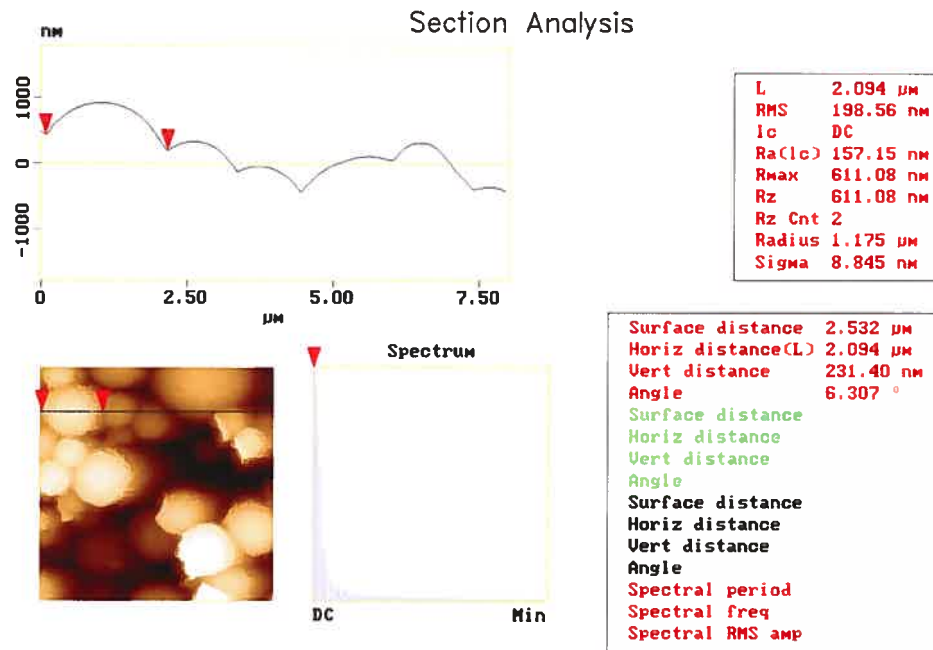 Section Analysis
nM
1000
0
-1000
0
2.50
5.00
7.50
µM
L 2.094 µM
RMS 198.56 nM
lc DC
Ra(lc) 157.15 nM
Rmax 611.08 nM
Rz 611.08 nM
Rz Cnt 2
Radius 1.175 µM
Sigma 8.845 nM
Spectrum
DC
Min
Surface distance 2.532 µM
Horiz distance(L) 2.094 µM
Vert distance 231.40 nM
Angle 6.307 °
Surface distance
Horiz distance
Vert distance
Angle
Surface distance
Horiz distance
Vert distance
Angle
Spectral period
Spectral freq
Spectral RMS amp